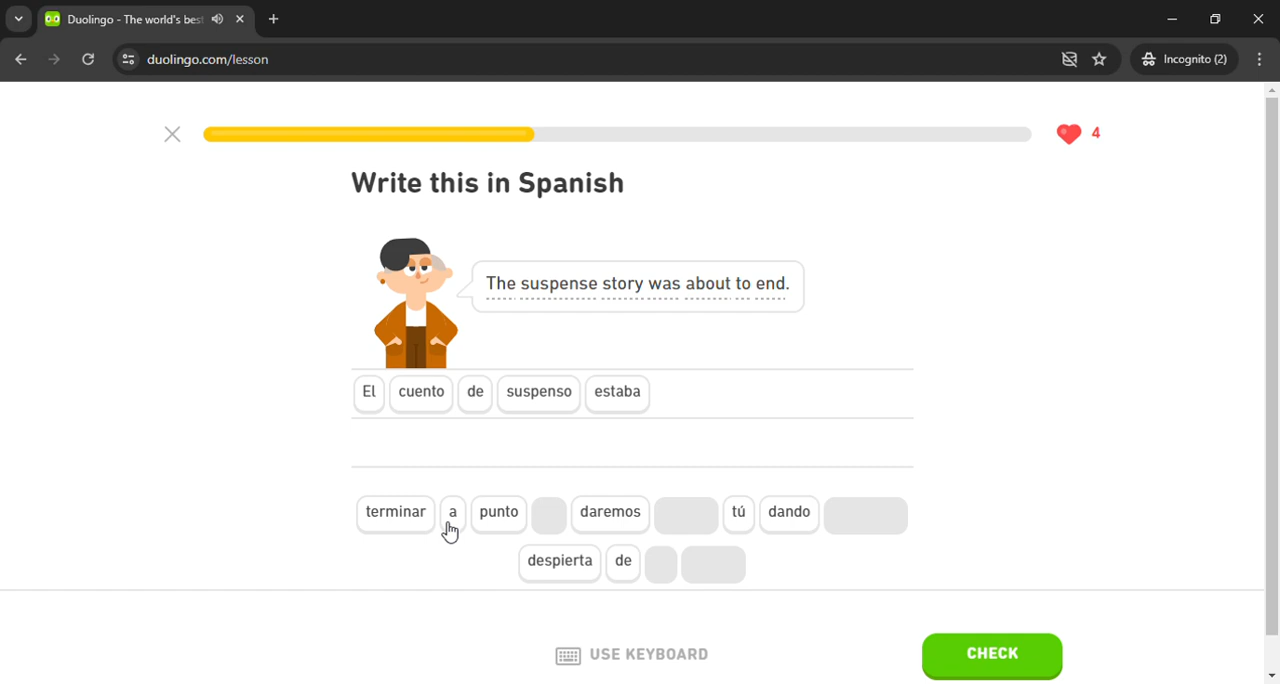 Duolingo - The world's bes
duolingo.com/lesson
Incognito (2)
4
Write this in Spanish
The suspense story was about to end.
El cuento de suspenso estaba
terminar a punto daremos tú dando
despierta de
USE KEYBOARD
CHECK